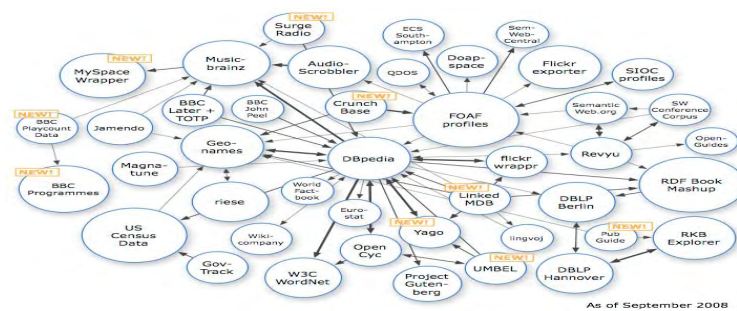 ECS
South-
ampton
Sem-
Web-
Central
NEW!
Surge
Radio
NEW!
MySpace
Wrapper
Music-
brainz
Audio-
Scrobbler
QDOS
Doap-
space
Flickr
exporter
SIOC
profiles
NEW!
BBC
Playcount
Data
Jamendo
BBC
Later +
TOTP
BBC
John
Peel
NEW!
Crunch
Base
FOAF
profiles
Semantic
Web.org
SW
Conference
Corpus
Geo-
names
DBpedia
flickr
wrappr
Revyu
Open-
Guides
NEW!
BBC
Programmes
Magna-
tune
riese
World
Fact-
book
NEW!
Linked
MDB
DBLP
Berlin
RDF Book
Mashup
US
Census
Data
Wiki-
company
Euro-
stat
NEW!
Yago
lingvoj
NEW!
Pub
Guide
RKB
Explorer
Gov-
Track
W3C
WordNet
Open
Cyc
NEW!
UMBEL
Project
Guten-
berg
DBLP
Hannover
As of September 2008